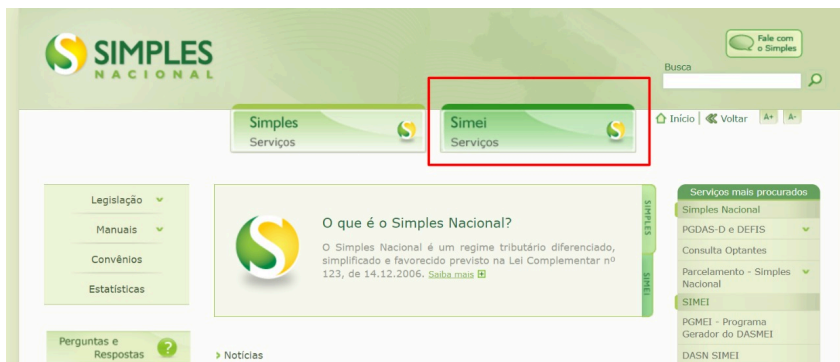 SIMPLES
NACIONAL
Fale com
o Simples
Busca
Simples
Serviços
Simei
Serviços
Início
Voltar
A+
A-
Legislação
Manuais
Convênios
Estatísticas
Perguntas e
Respostas
?
O que é o Simples Nacional?
O Simples Nacional é um regime tributário diferenciado,
simplificado e favorecido previsto na Lei Complementar nº
123, de 14.12.2006. Saiba mais
SIMPLES
SIMEI
Notícias
Serviços mais procurados
Simples Nacional
PGDAS-D e DEFIS
Consulta Optantes
Parcelamento - Simples
Nacional
SIMEI
PGMEI - Programa
Gerador do DASMEI
DASN SIMEI